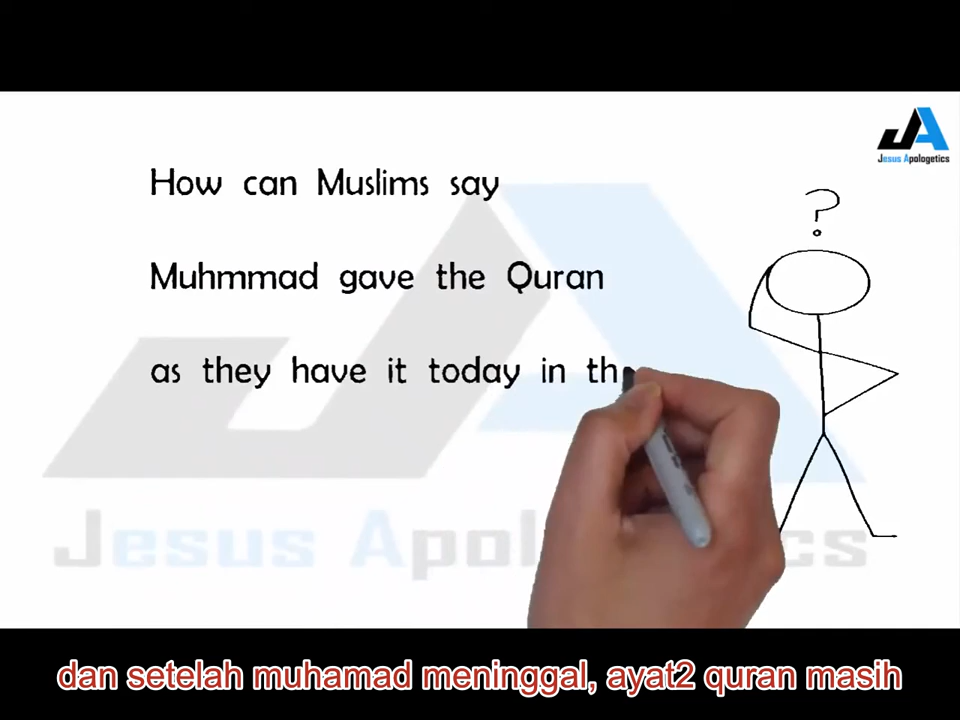 JA
Jesus Apologetics
How can Muslims say
Muhmmad gave the Quran
as they have it today in th
?
Jesus Apologetics
dan setelah muhamad meninggal, ayat2 quran masih